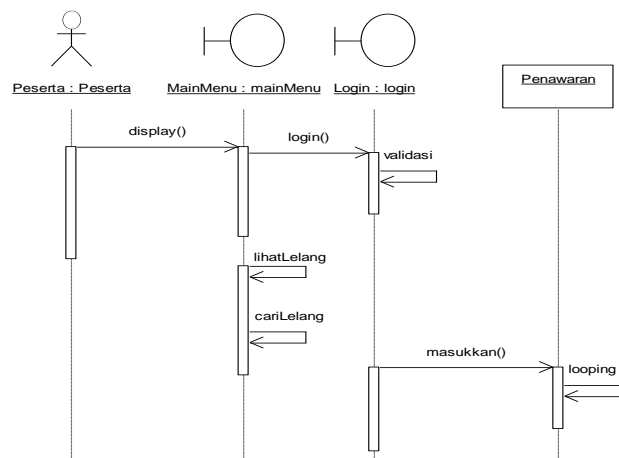 Peserta : Peserta
MainMenu : mainMenu
Login : login
Penawaran
display()
login()
validasi
lihatLelang
cariLelang
masukkan()
looping